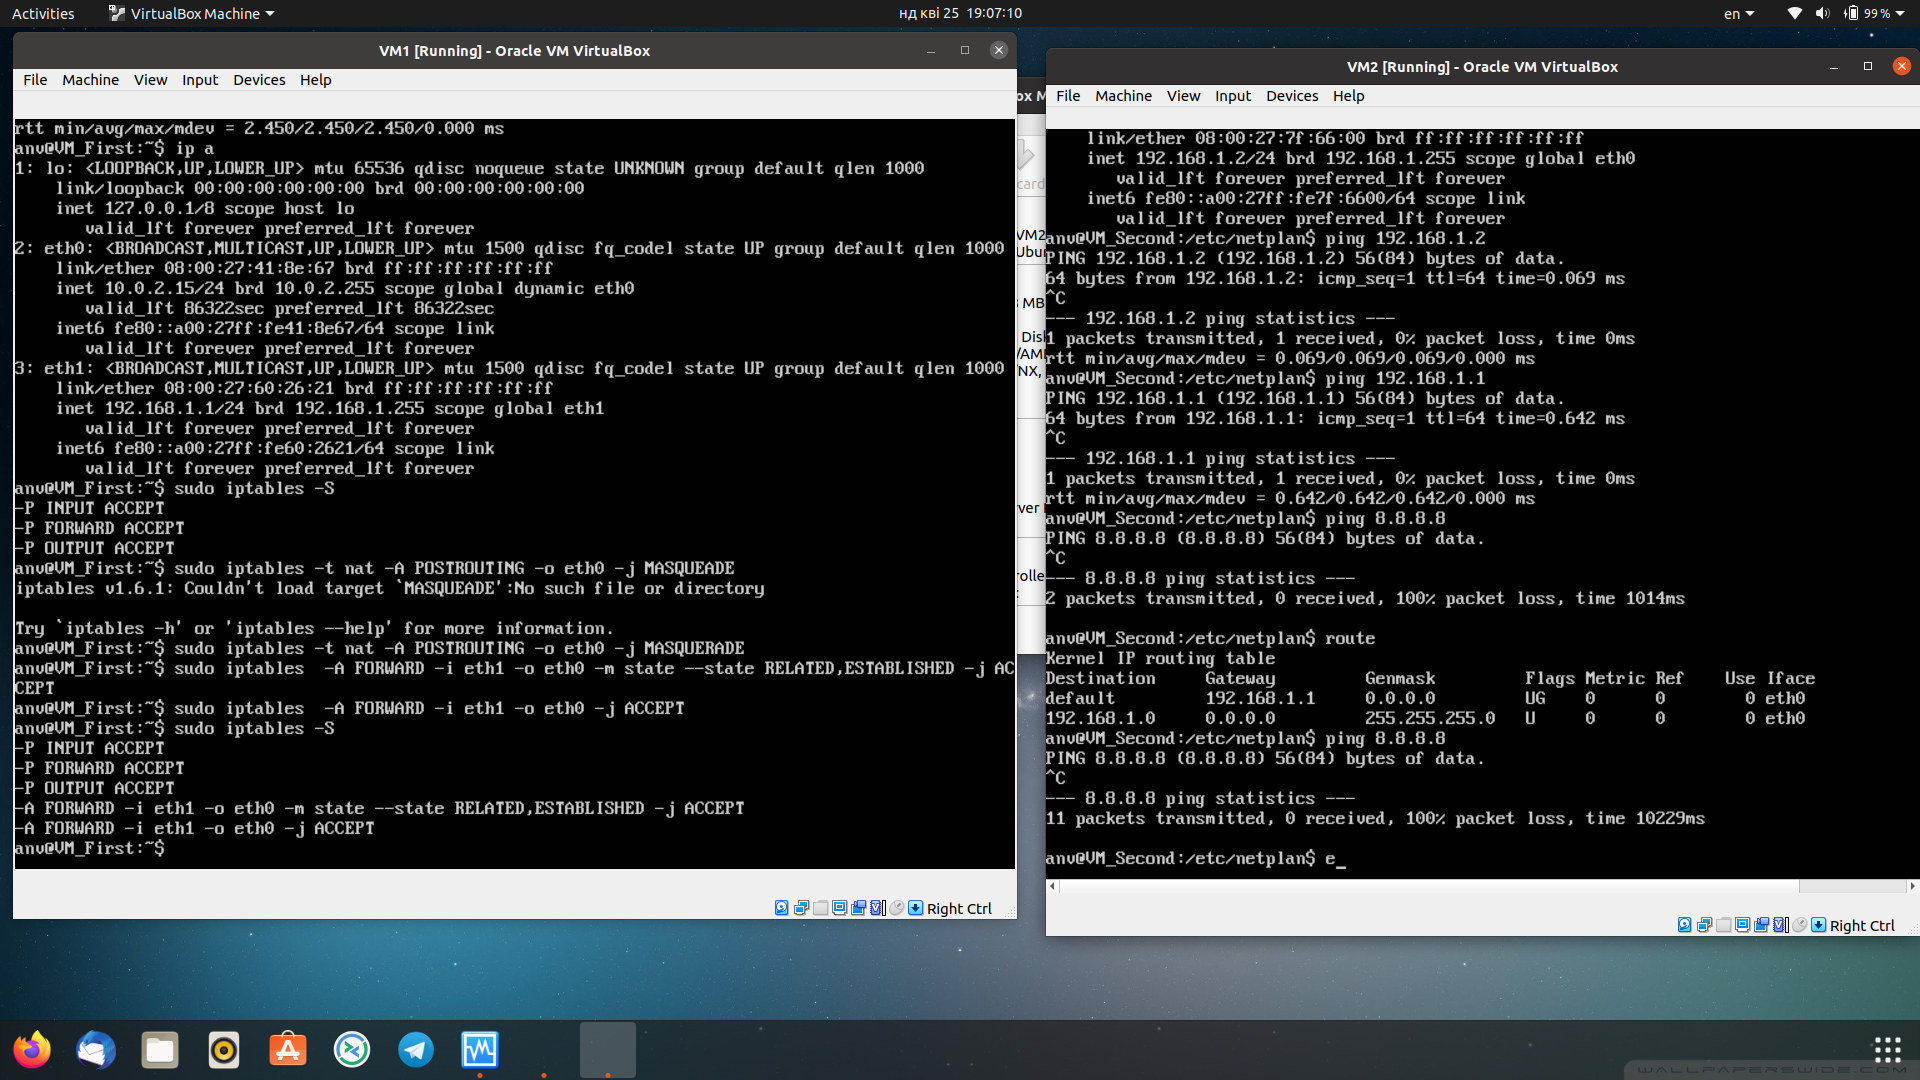 Activities
VirtualBox Machine
нд кві 25 19:07:10
en
99 %
VM1 [Running] - Oracle VM VirtualBox
File Machine View Input Devices Help
rtt min/avg/max/mdev = 2.450/2.450/2.450/0.000 ms
anv@VM_First:~$ ip a
1: lo: <LOOPBACK,UP,LOWER_UP> mtu 65536 qdisc noqueue state UNKNOWN group default qlen 1000
link/loopback 00:00:00:00:00:00 brd 00:00:00:00:00:00
inet 127.0.0.1/8 scope host lo
valid_lft forever preferred_lft forever
2: eth0: <BROADCAST,MULTICAST,UP,LOWER_UP> mtu 1500 qdisc fq_codel state UP group default qlen 1000
link/ether 08:00:27:41:8e:67 brd ff:ff:ff:ff:ff:ff
inet 10.0.2.15/24 brd 10.0.2.255 scope global dynamic eth0
valid_lft 86322sec preferred_lft 86322sec
inet6 fe80::a00:27ff:fe41:8e67/64 scope link
valid_lft forever preferred_lft forever
3: eth1: <BROADCAST,MULTICAST,UP,LOWER_UP> mtu 1500 qdisc fq_codel state UP group default qlen 1000
link/ether 08:00:27:60:26:21 brd ff:ff:ff:ff:ff:ff
inet 192.168.1.1/24 brd 192.168.1.255 scope global eth1
valid_lft forever preferred_lft forever
inet6 fe80::a00:27ff:fe60:2621/64 scope link
valid_lft forever preferred_lft forever
anv@VM_First:~$ sudo iptables -S
-P INPUT ACCEPT
-P FORWARD ACCEPT
-P OUTPUT ACCEPT
anv@VM_First:~$ sudo iptables -t nat -A POSTROUTING -o eth0 -j MASQUEADE
iptables v1.6.1: Couldn't load target `MASQUEADE':No such file or directory
Try `iptables -h' or 'iptables --help' for more information.
anv@VM_First:~$ sudo iptables -t nat -A POSTROUTING -o eth0 -j MASQUERADE
anv@VM_First:~$ sudo iptables  -A FORWARD -i eth1 -o eth0 -m state --state RELATED,ESTABLISHED -j AC
CEPT
anv@VM_First:~$ sudo iptables  -A FORWARD -i eth1 -o eth0 -j ACCEPT
anv@VM_First:~$ sudo iptables -S
-P INPUT ACCEPT
-P FORWARD ACCEPT
-P OUTPUT ACCEPT
-A FORWARD -i eth1 -o eth0 -m state --state RELATED,ESTABLISHED -j ACCEPT
-A FORWARD -i eth1 -o eth0 -j ACCEPT
anv@VM_First:~$
Right Ctrl
ox M
card
VM2
Ubun
MB
Disk
/AM
NX,
ver
rolle
VM2 [Running] - Oracle VM VirtualBox
File Machine View Input Devices Help
link/ether 08:00:27:7f:66:00 brd ff:ff:ff:ff:ff:ff
inet 192.168.1.2/24 brd 192.168.1.255 scope global eth0
valid_lft forever preferred_lft forever
inet6 fe80::a00:27ff:fe7f:6600/64 scope link
valid_lft forever preferred_lft forever
anv@VM_Second:/etc/netplan$ ping 192.168.1.2
PING 192.168.1.2 (192.168.1.2) 56(84) bytes of data.
64 bytes from 192.168.1.2: icmp_seq=1 ttl=64 time=0.069 ms
^C
--- 192.168.1.2 ping statistics ---
1 packets transmitted, 1 received, 0% packet loss, time 0ms
rtt min/avg/max/mdev = 0.069/0.069/0.069/0.000 ms
anv@VM_Second:/etc/netplan$ ping 192.168.1.1
PING 192.168.1.1 (192.168.1.1) 56(84) bytes of data.
64 bytes from 192.168.1.1: icmp_seq=1 ttl=64 time=0.642 ms
^C
--- 192.168.1.1 ping statistics ---
1 packets transmitted, 1 received, 0% packet loss, time 0ms
rtt min/avg/max/mdev = 0.642/0.642/0.642/0.000 ms
anv@VM_Second:/etc/netplan$ ping 8.8.8.8
PING 8.8.8.8 (8.8.8.8) 56(84) bytes of data.
^C
--- 8.8.8.8 ping statistics ---
2 packets transmitted, 0 received, 100% packet loss, time 1014ms
anv@VM_Second:/etc/netplan$ route
Kernel IP routing table
Destination Gateway Genmask Flags Metric Ref Use Iface
default 192.168.1.1 0.0.0.0 UG 0 0 0 eth0
192.168.1.0 0.0.0.0 255.255.255.0 U 0 0 0 eth0
anv@VM_Second:/etc/netplan$ ping 8.8.8.8
PING 8.8.8.8 (8.8.8.8) 56(84) bytes of data.
^C
--- 8.8.8.8 ping statistics ---
11 packets transmitted, 0 received, 100% packet loss, time 10229ms
anv@VM_Second:/etc/netplan$ e_
Right Ctrl
WALLPAPERSWIDE.COM